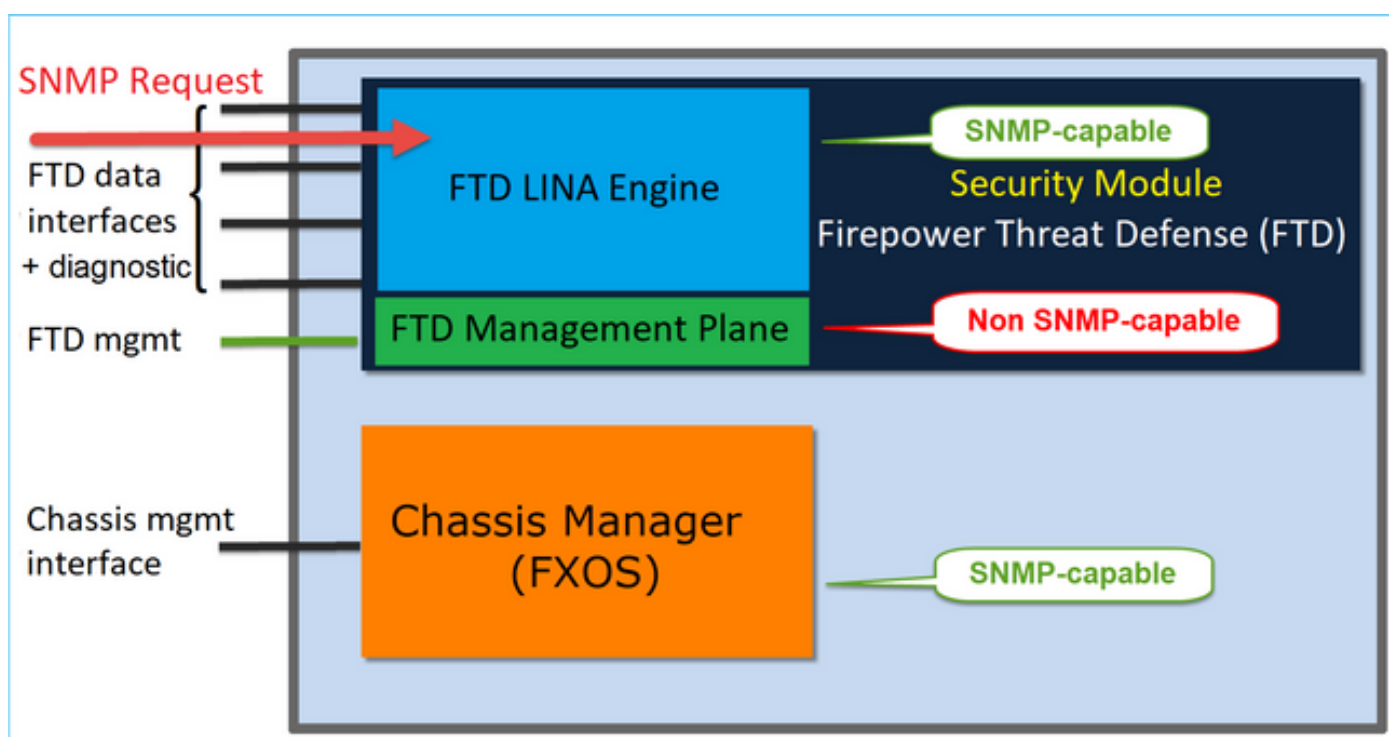 SNMP Request
FTD data
interfaces
+ diagnostic
FTD mgmt
Chassis mgmt
interface
FTD LINA Engine
FTD Management Plane
SNMP-capable
Security Module
Firepower Threat Defense (FTD)
Non SNMP-capable
Chassis Manager
(FXOS)
SNMP-capable